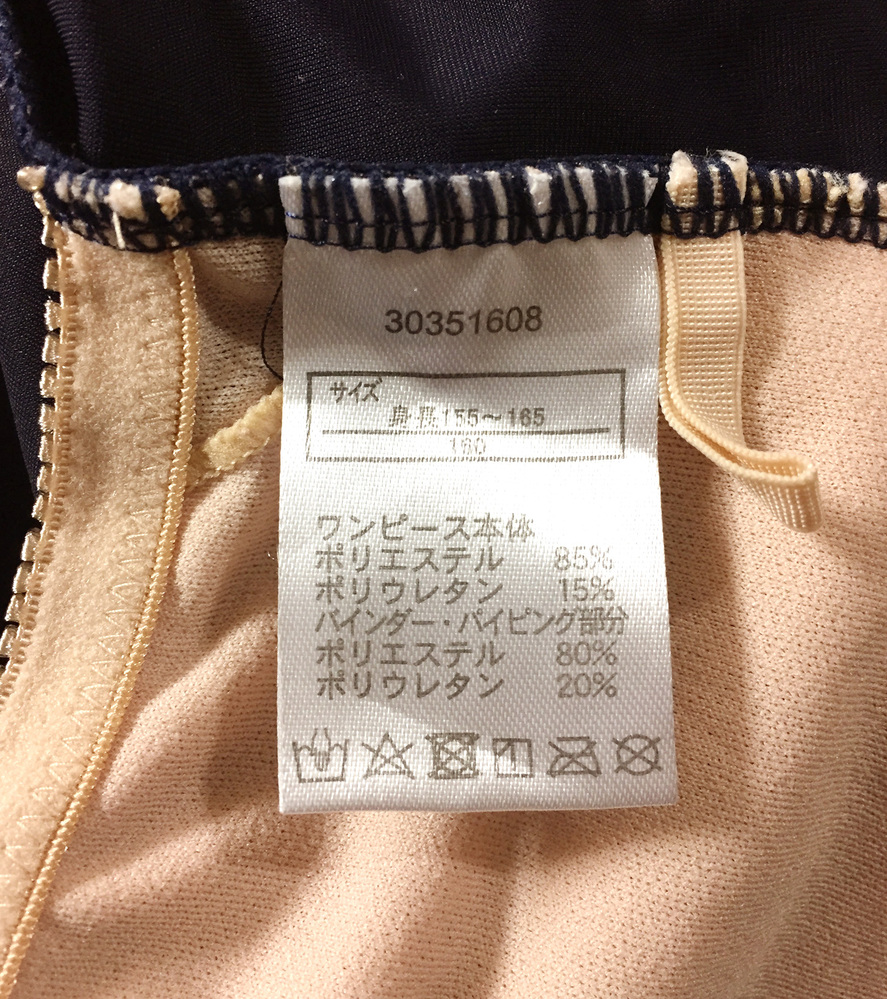 30351608
サイズ
身長155～165
160
ワンピース本体
ポリエステル 85%
ポリウレタン 15%
バインダー・パイピング部分
ポリエステル 80%
ポリウレタン 20%